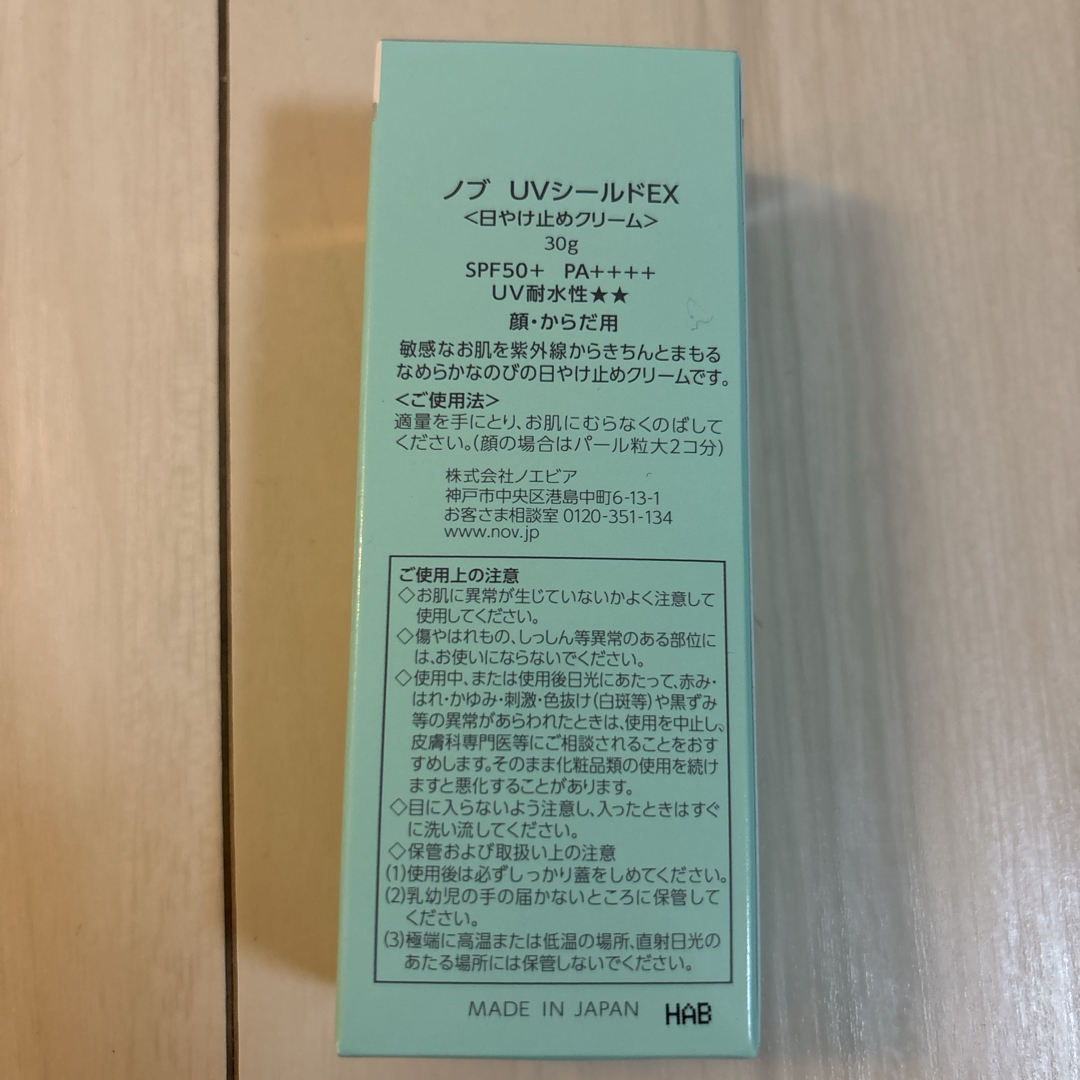 ノブ UVシールドEX
＜日やけ止めクリーム＞
30g
SPF50+ PA++++
UV耐水性★★
顔・からだ用
敏感なお肌を紫外線からきちんとまもる
なめらかなのびの日やけ止めクリームです。
＜ご使用法＞
適量を手にとり、お肌にむらなくのばして
ください。(顔の場合はパール粒大2コ分)
株式会社ノエビア
神戸市中央区港島中町6-13-1
お客さま相談室 0120-351-134
www.nov.jp
ご使用上の注意
◇お肌に異常が生じていないかよく注意して
使用してください。
◇傷やはれもの、しっしん等異常のある部位に
は、お使いにならないでください。
◇使用中、または使用後日光にあたって、赤み・
はれ・かゆみ・刺激・色抜け(白斑等)や黒ずみ
等の異常があらわれたときは、使用を中止し、
皮膚科専門医等にご相談されることをおす
すめします。そのまま化粧品類の使用を続け
ますと悪化することがあります。
◇目に入らないよう注意し、入ったときはすぐ
に洗い流してください。
◇保管および取扱い上の注意
(1)使用後は必ずしっかり蓋をしめてください。
(2)乳幼児の手の届かないところに保管して
ください。
(3)極端に高温または低温の場所、直射日光の
あたる場所には保管しないでください。
MADE IN JAPAN HAB